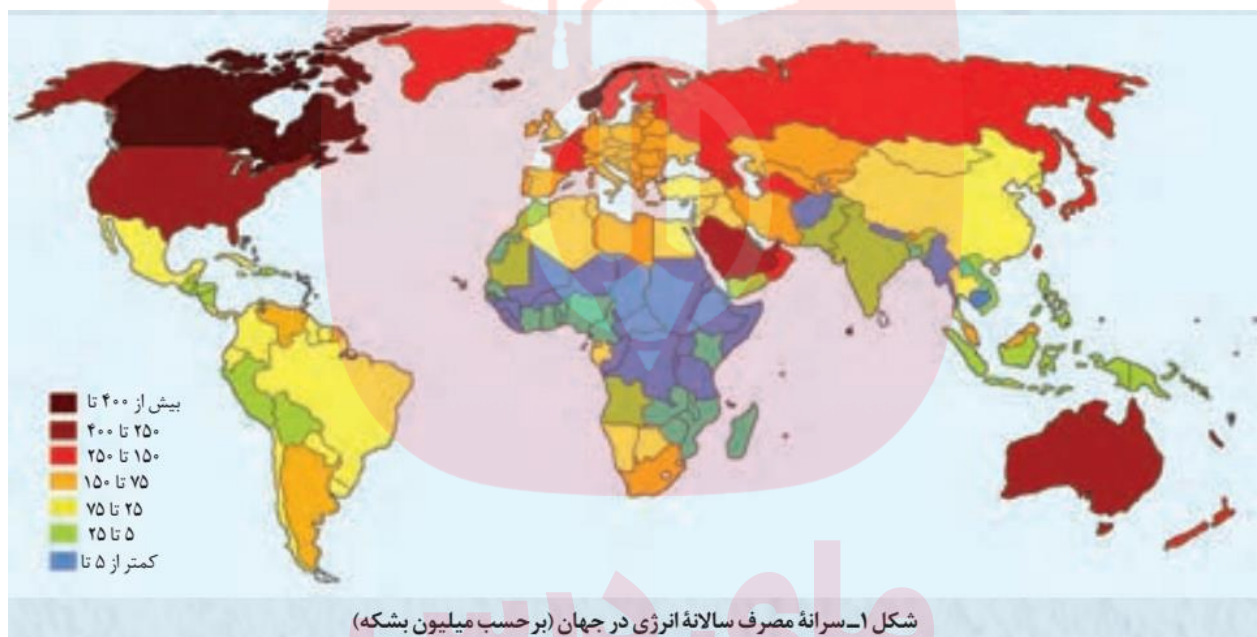 بیش از ۴۰۰ تا
۲۵۰ تا ۴۰۰
۱۵۰ تا ۲۵۰
۷۵ تا ۱۵۰
۲۵ تا ۷۵
۵ تا ۲۵
کمتر از ۵ تا
شکل ۱ــ سرانهٔ مصرف سالانهٔ انرژی در جهان (برحسب میلیون بشکه)